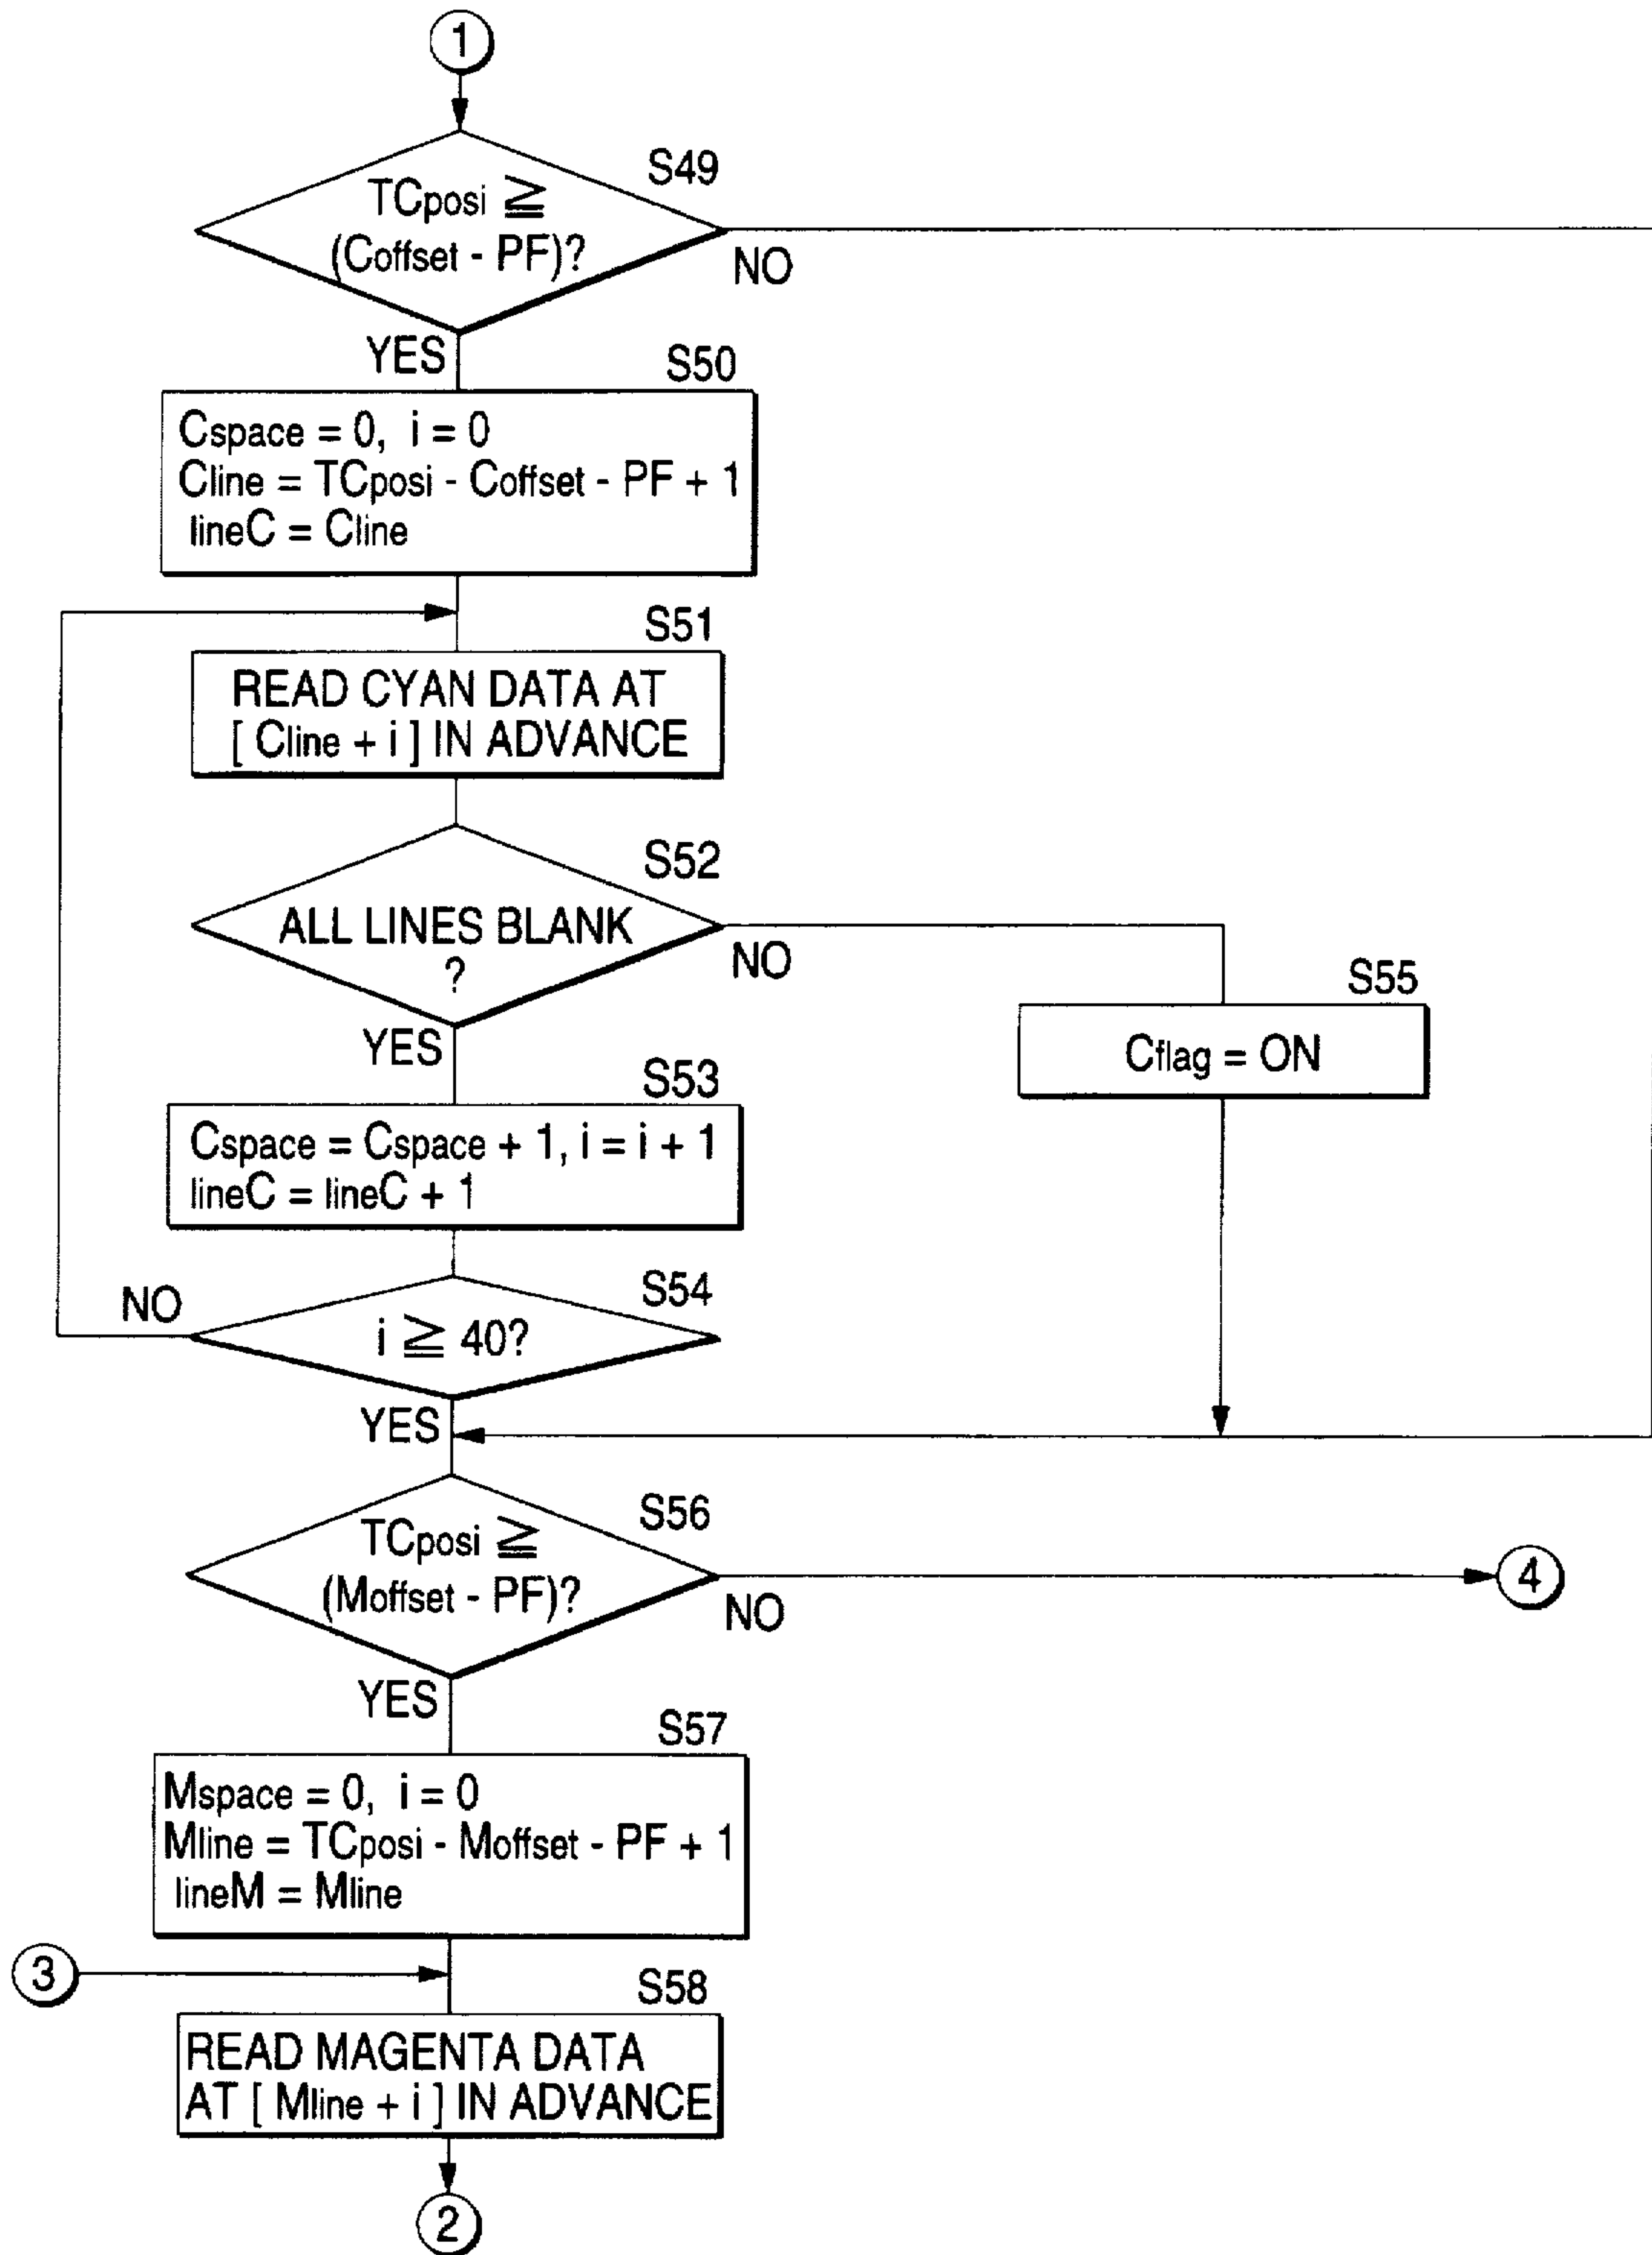 1
S49
TCposi ≧
(Coffset - PF)?
NO
YES
S50
Cspace = 0, i = 0
Cline = TCposi - Coffset - PF + 1
lineC = Cline
S51
READ CYAN DATA AT
[ Cline + i ] IN ADVANCE
S52
ALL LINES BLANK
?
NO
YES
S55
Cflag = ON
S53
Cspace = Cspace + 1, i = i + 1
lineC = lineC + 1
S54
NO
i ≧ 40?
YES
S56
TCposi ≧
(Moffset - PF)?
NO
4
YES
S57
Mspace = 0, i = 0
Mline = TCposi - Moffset - PF + 1
lineM = Mline
3
S58
READ MAGENTA DATA
AT [ Mline + i ] IN ADVANCE
2